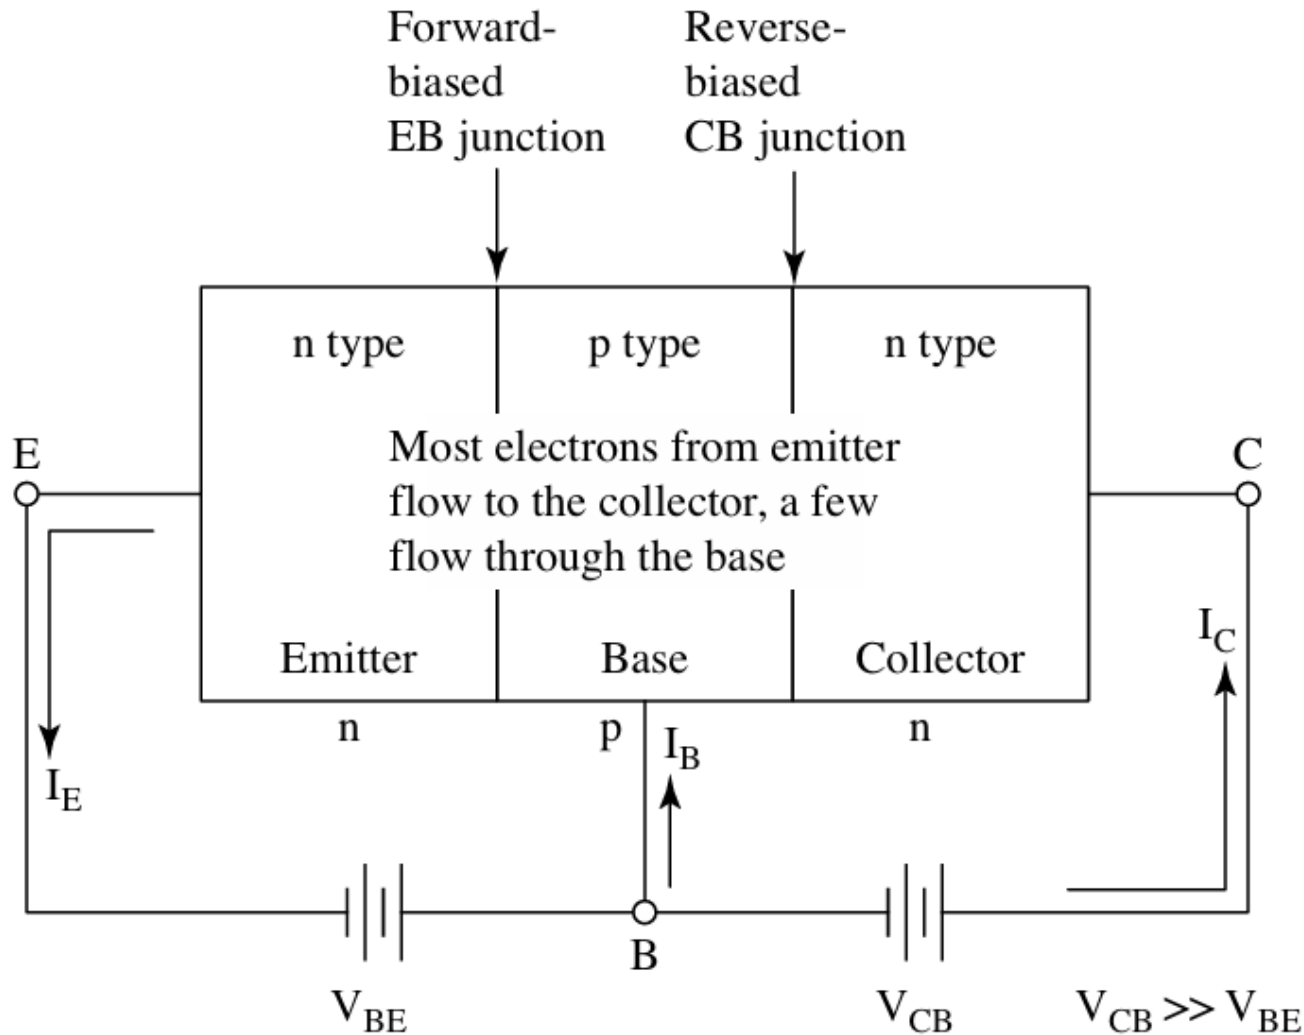 Forward-
biased
EB junction
Reverse-
biased
CB junction
n type
p type
n type
Most electrons from emitter
flow to the collector, a few
flow through the base
E
C
Emitter
Base
Collector
n
p
n
I_E
I_B
I_C
B
V_BE
V_CB
V_CB >> V_BE